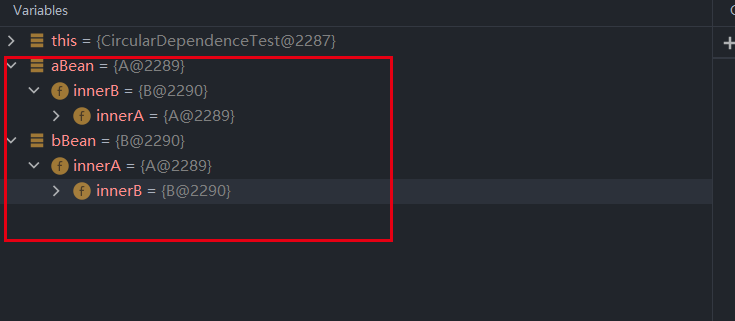 Variables
this = {CircularDependenceTest@2287}
aBean = {A@2289}
f innerB = {B@2290}
f innerA = {A@2289}
bBean = {B@2290}
f innerA = {A@2289}
f innerB = {B@2290}